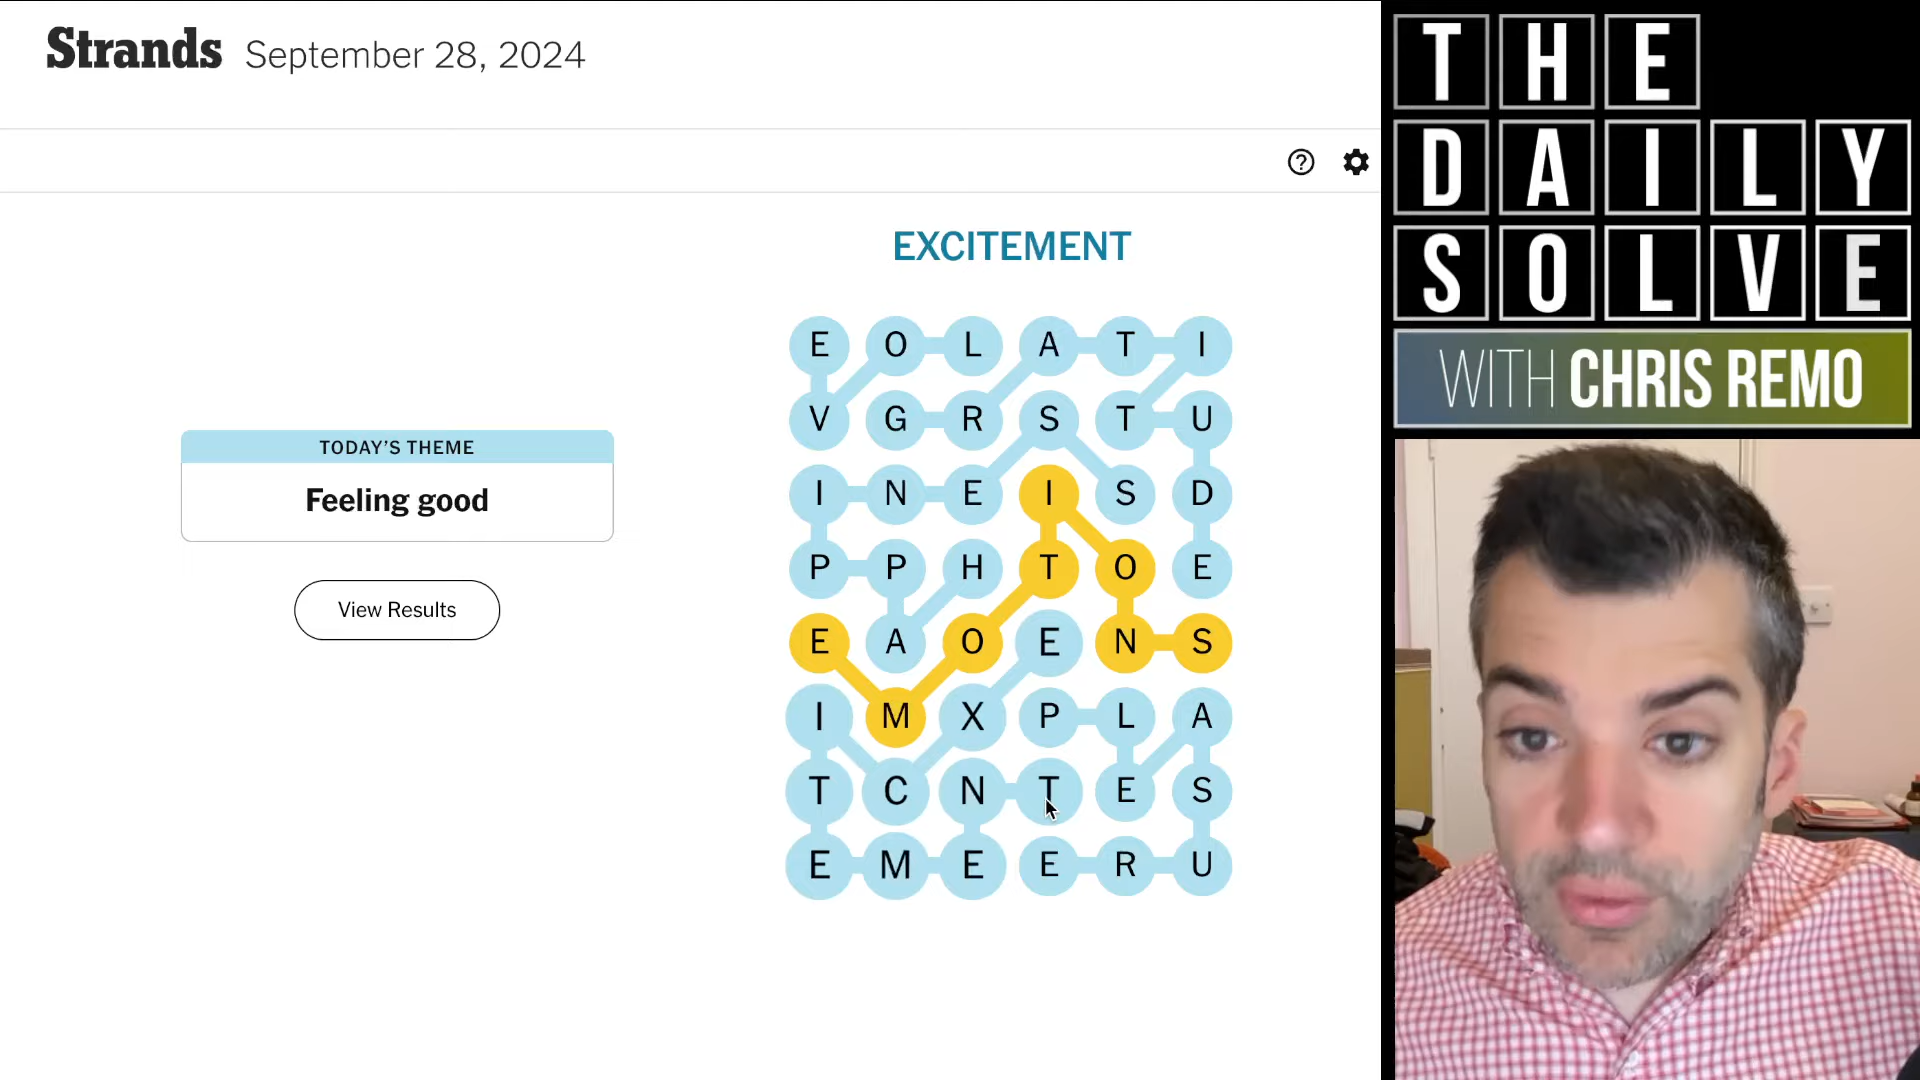 Strands September 28, 2024
EXCITEMENT
TODAY'S THEME
Feeling good
View Results
E O L A T I
V G R S T U
I N E I S D
P P H T O E
E A O E N S
I M X P L A
T C N T E S
E M E E R U
THE
DAILY
SOLVE
WITH CHRIS REMO